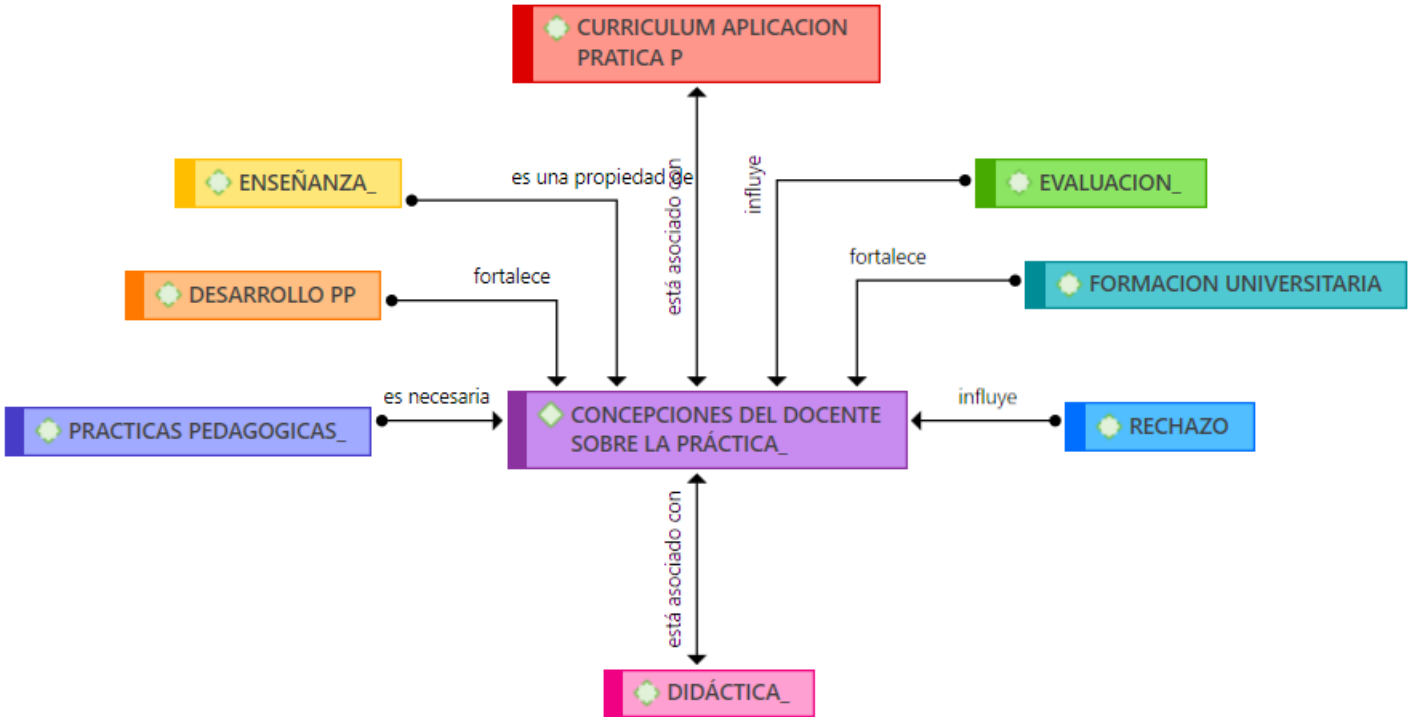 CURRICULUM APLICACION
PRATICA P
ENSEÑANZA_
es una propiedad de
está asociado con
influye
EVALUACION_
DESARROLLO PP
fortalece
fortalece
FORMACION UNIVERSITARIA
PRACTICAS PEDAGOGICAS_
es necesaria
CONCEPCIONES DEL DOCENTE
SOBRE LA PRÁCTICA_
influye
RECHAZO
está asociado con
DIDÁCTICA_